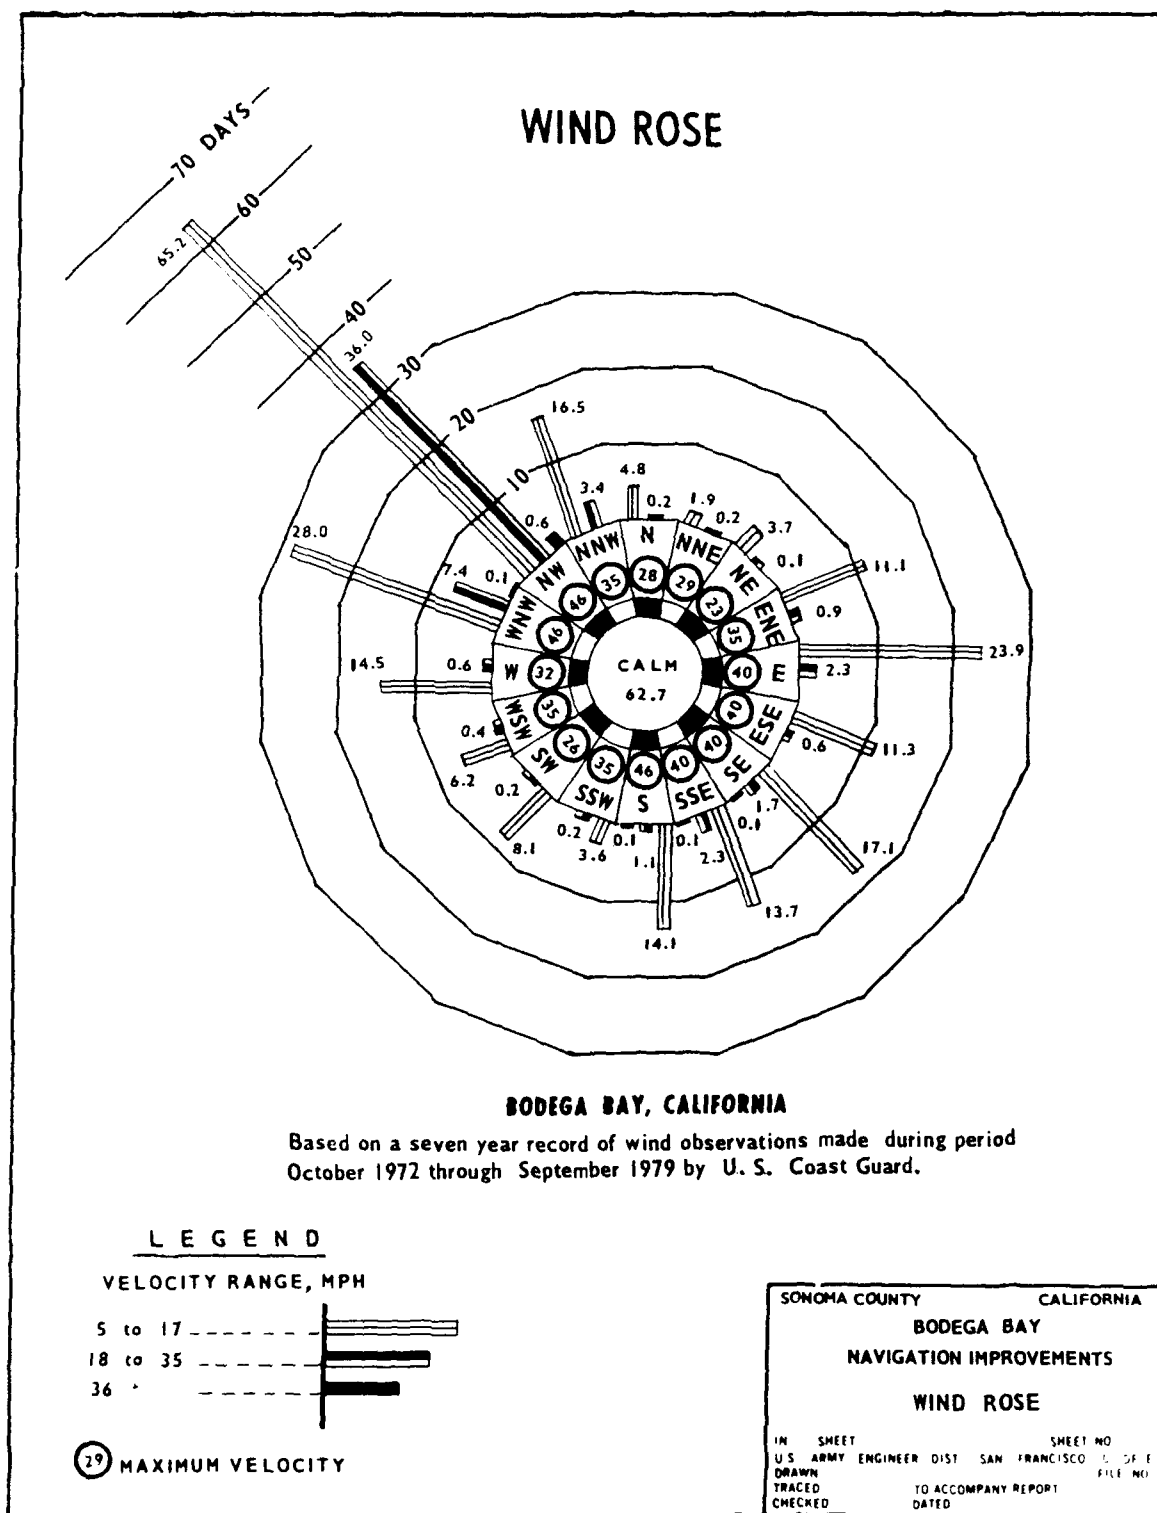 WIND ROSE
70 DAYS
60
50
40
30
20
10
65.2
36.0
0.6
16.5
3.4
4.8
0.2
1.9
0.2
3.7
0.1
11.1
0.9
23.9
2.3
11.3
0.6
17.1
1.7
0.1
13.7
2.3
0.1
14.1
1.1
0.1
3.6
0.2
8.1
0.2
6.2
0.4
14.5
0.6
28.0
7.4
0.1
N
NNE
NE
ENE
E
ESE
SE
SSE
S
SSW
SW
WSW
W
WNW
NW
NNW
28
29
23
35
40
40
40
40
46
35
26
35
32
46
46
35
CALM
62.7
BODEGA BAY, CALIFORNIA
Based on a seven year record of wind observations made during period
October 1972 through September 1979 by U. S. Coast Guard.
LEGEND
VELOCITY RANGE, MPH
5 to 17
18 to 35
36
29 MAXIMUM VELOCITY
SONOMA COUNTY CALIFORNIA
BODEGA BAY
NAVIGATION IMPROVEMENTS
WIND ROSE
IN SHEET SHEET NO
U S ARMY ENGINEER DIST SAN FRANCISCO C OF E
DRAWN FILE NO
TRACED TO ACCOMPANY REPORT
CHECKED DATED